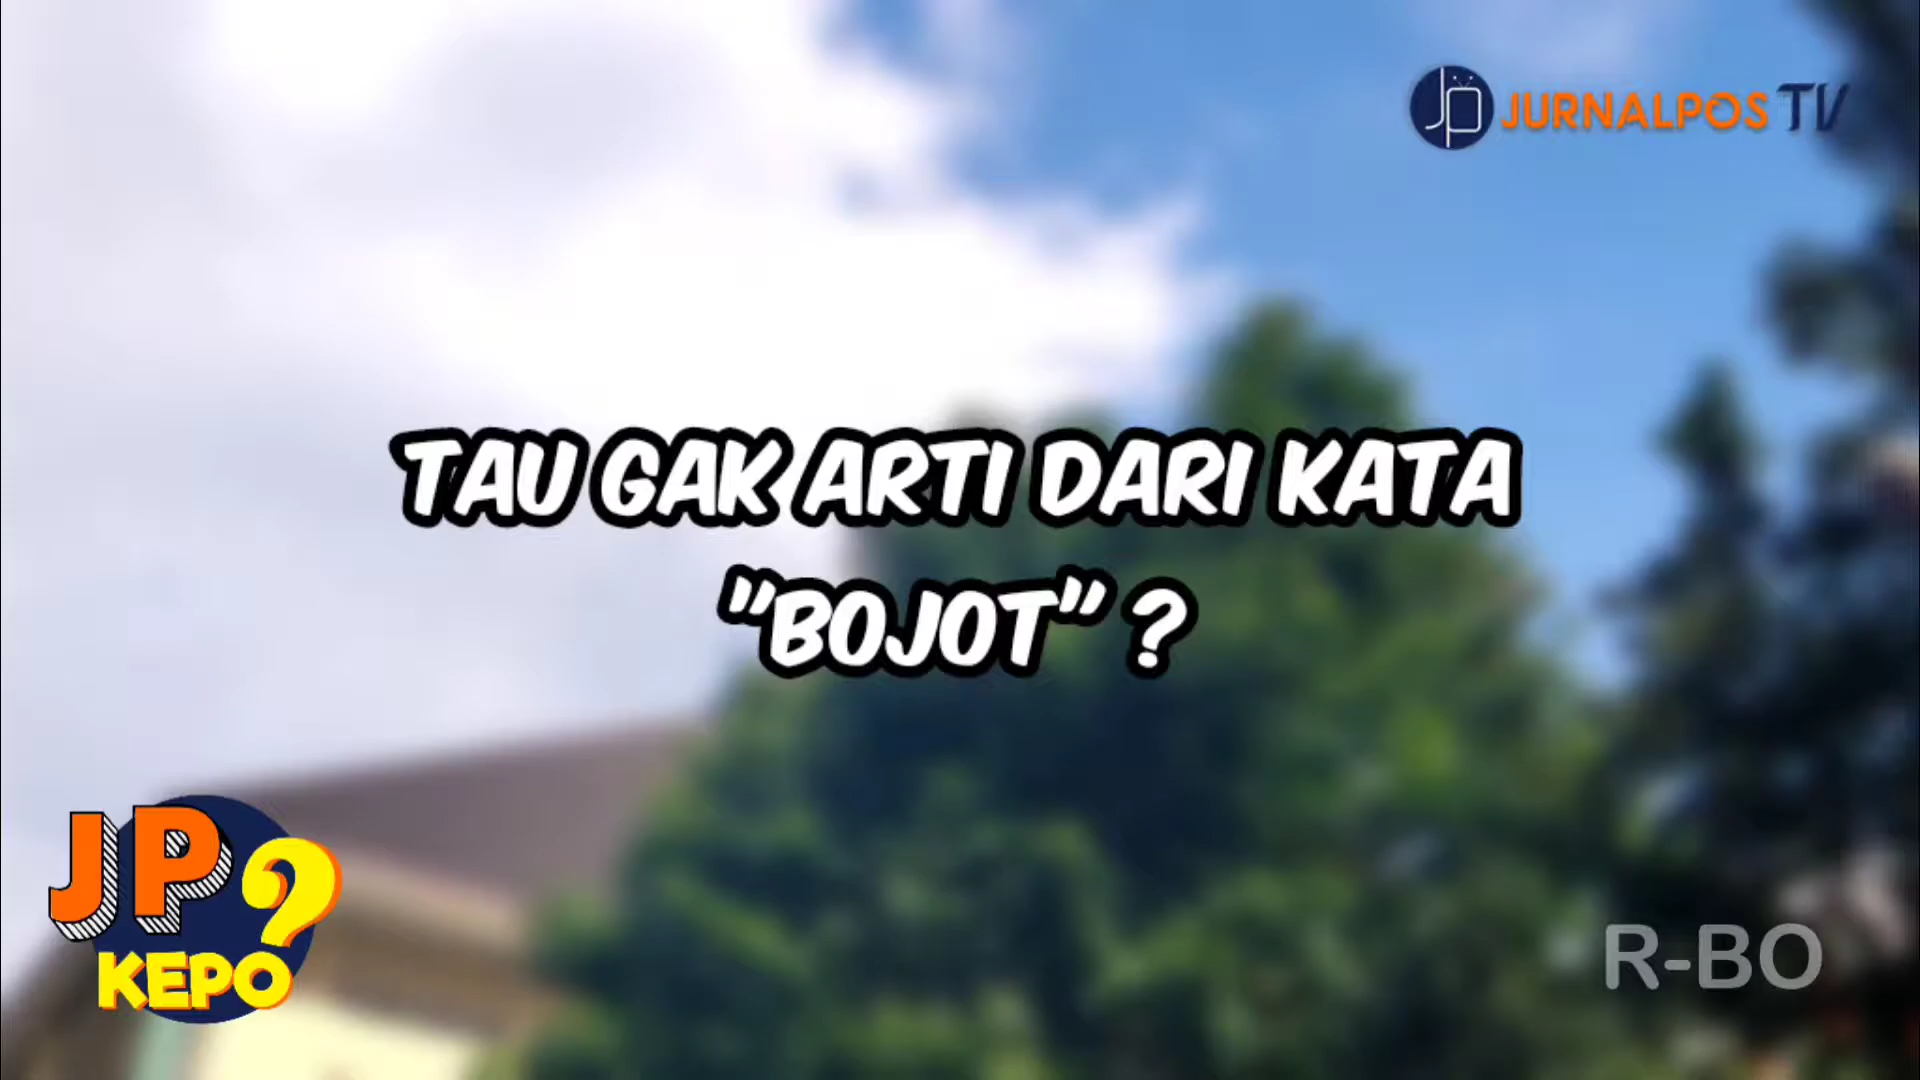 JURNALPOS TV
TAU GAK ARTI DARI KATA
"BOJOT" ?
JP?
KEPO
R-BO